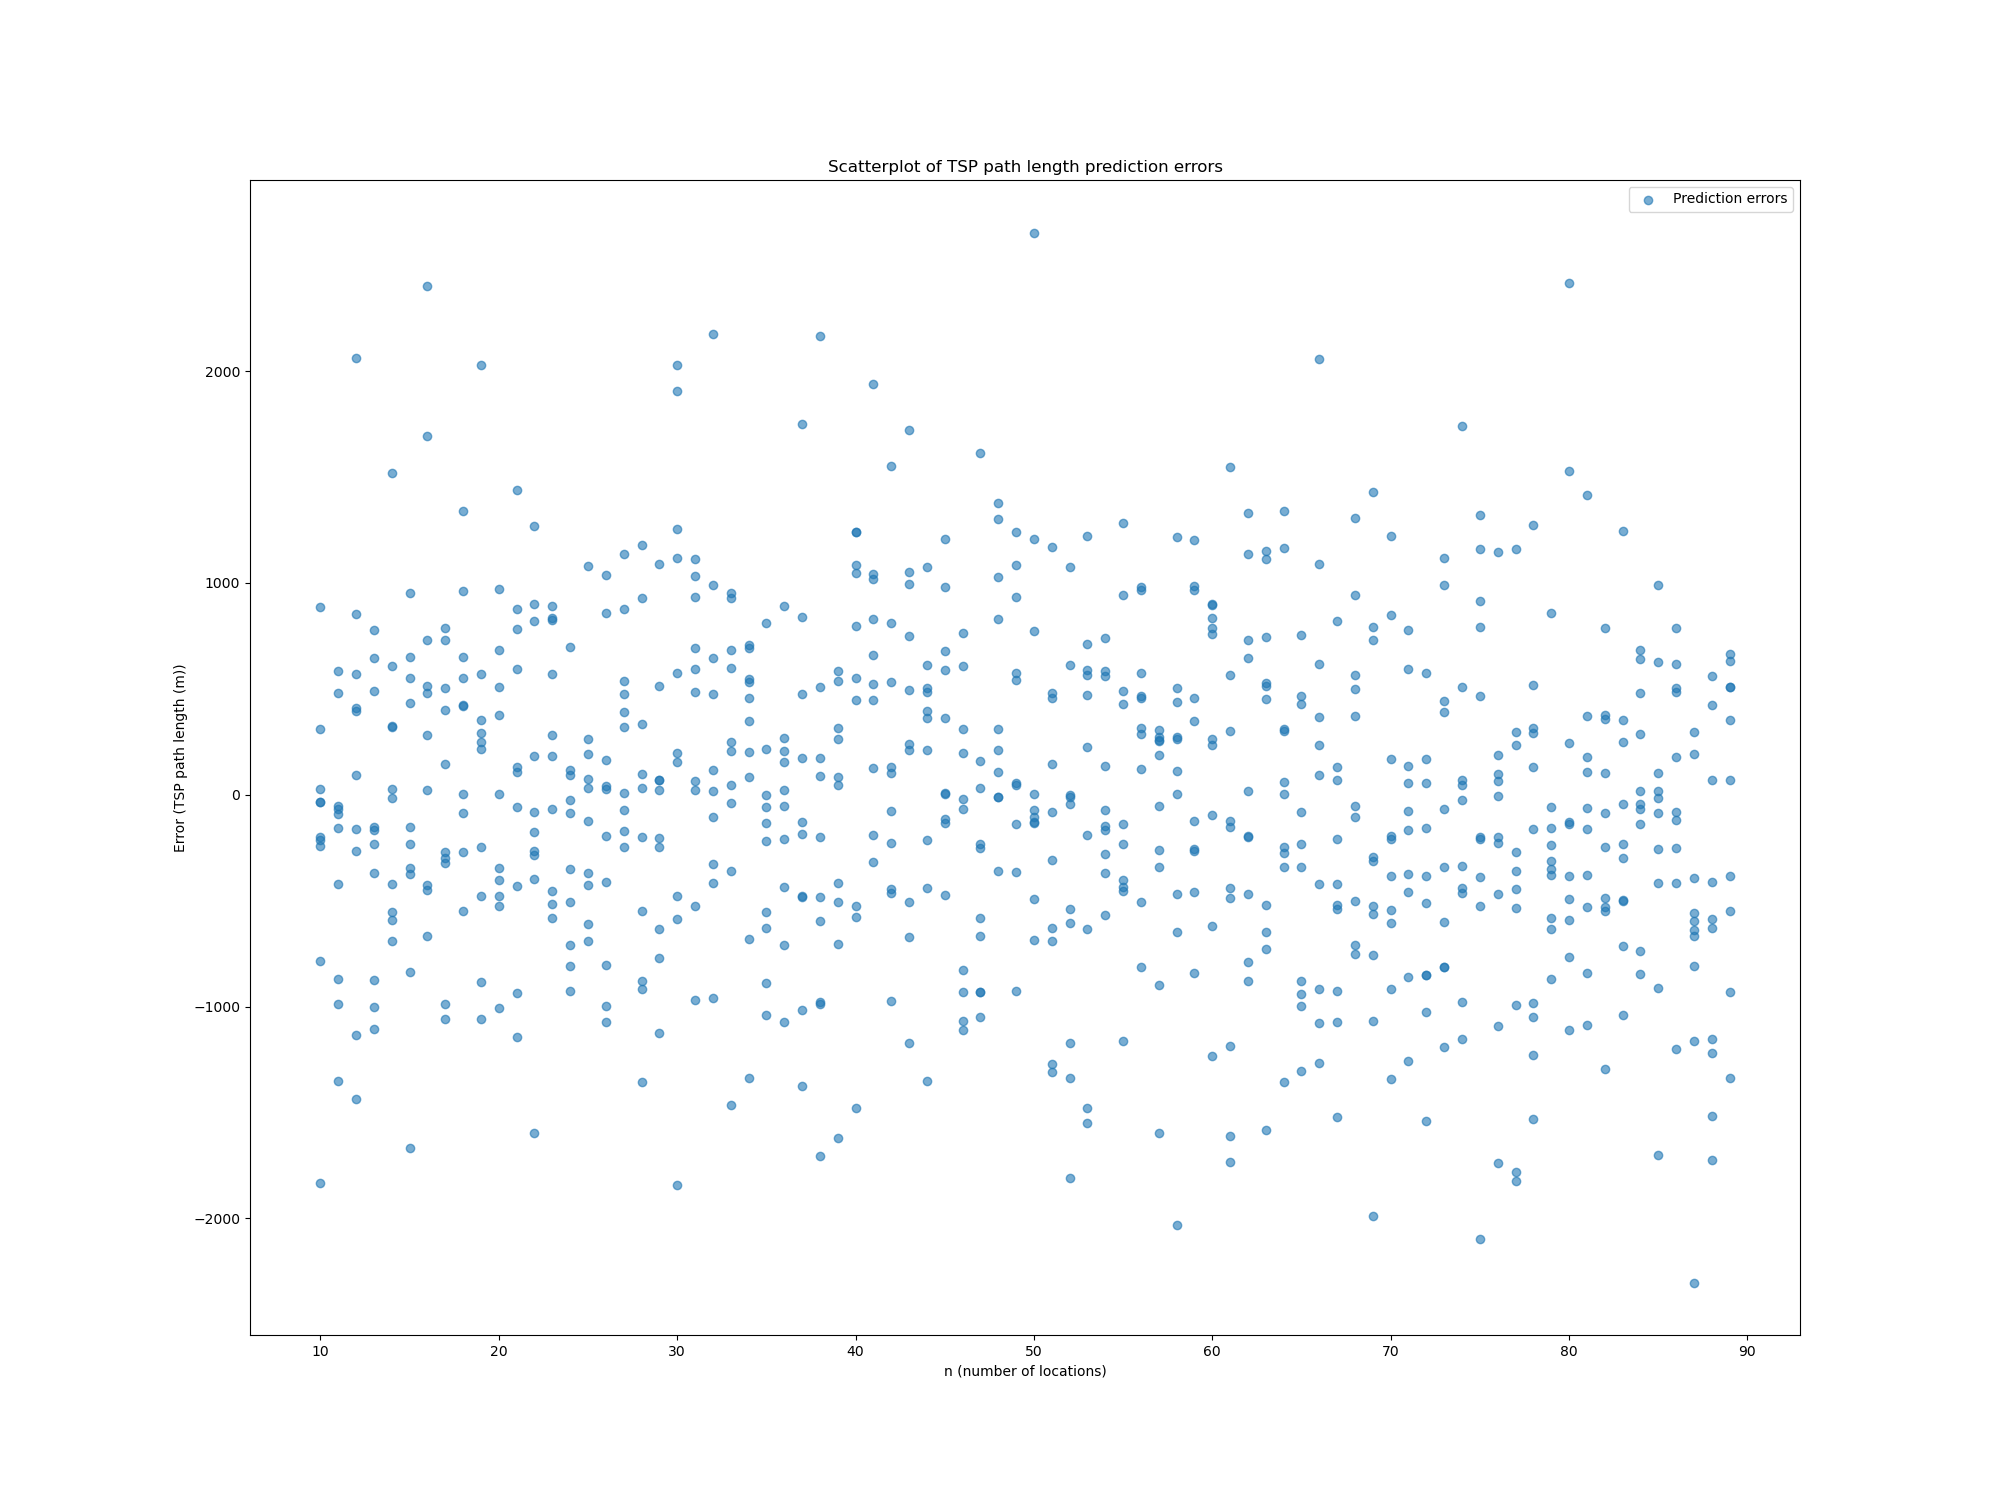 Scatterplot of TSP path length prediction errors
Prediction errors
Error (TSP path length (m))
2000
1000
0
−1000
−2000
10 20 30 40 50 60 70 80 90
n (number of locations)